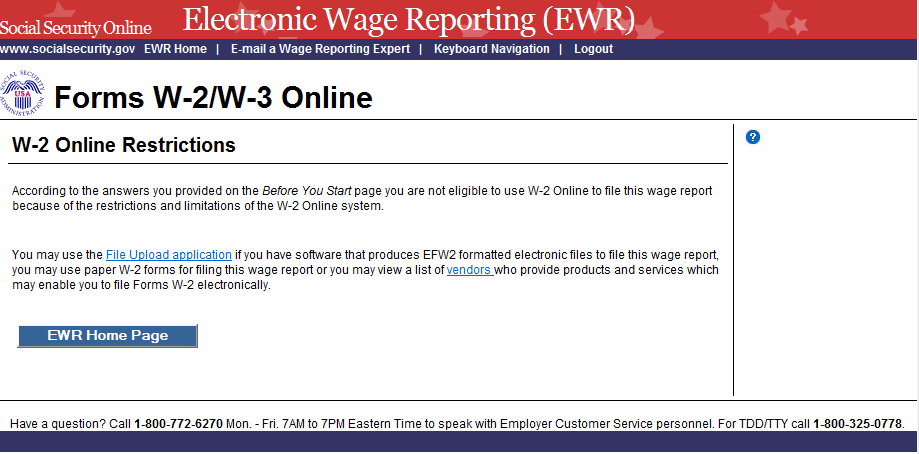 Social Security Online
Electronic Wage Reporting (EWR)
www.socialsecurity.gov EWR Home | E-mail a Wage Reporting Expert | Keyboard Navigation | Logout
SOCIAL SECURITY ADMINISTRATION
USA
Forms W-2/W-3 Online
W-2 Online Restrictions
?
According to the answers you provided on the Before You Start page you are not eligible to use W-2 Online to file this wage report
because of the restrictions and limitations of the W-2 Online system.
You may use the File Upload application if you have software that produces EFW2 formatted electronic files to file this wage report,
you may use paper W-2 forms for filing this wage report or you may view a list of vendors who provide products and services which
may enable you to file Forms W-2 electronically.
EWR Home Page
Have a question? Call 1-800-772-6270 Mon. - Fri. 7AM to 7PM Eastern Time to speak with Employer Customer Service personnel. For TDD/TTY call 1-800-325-0778.